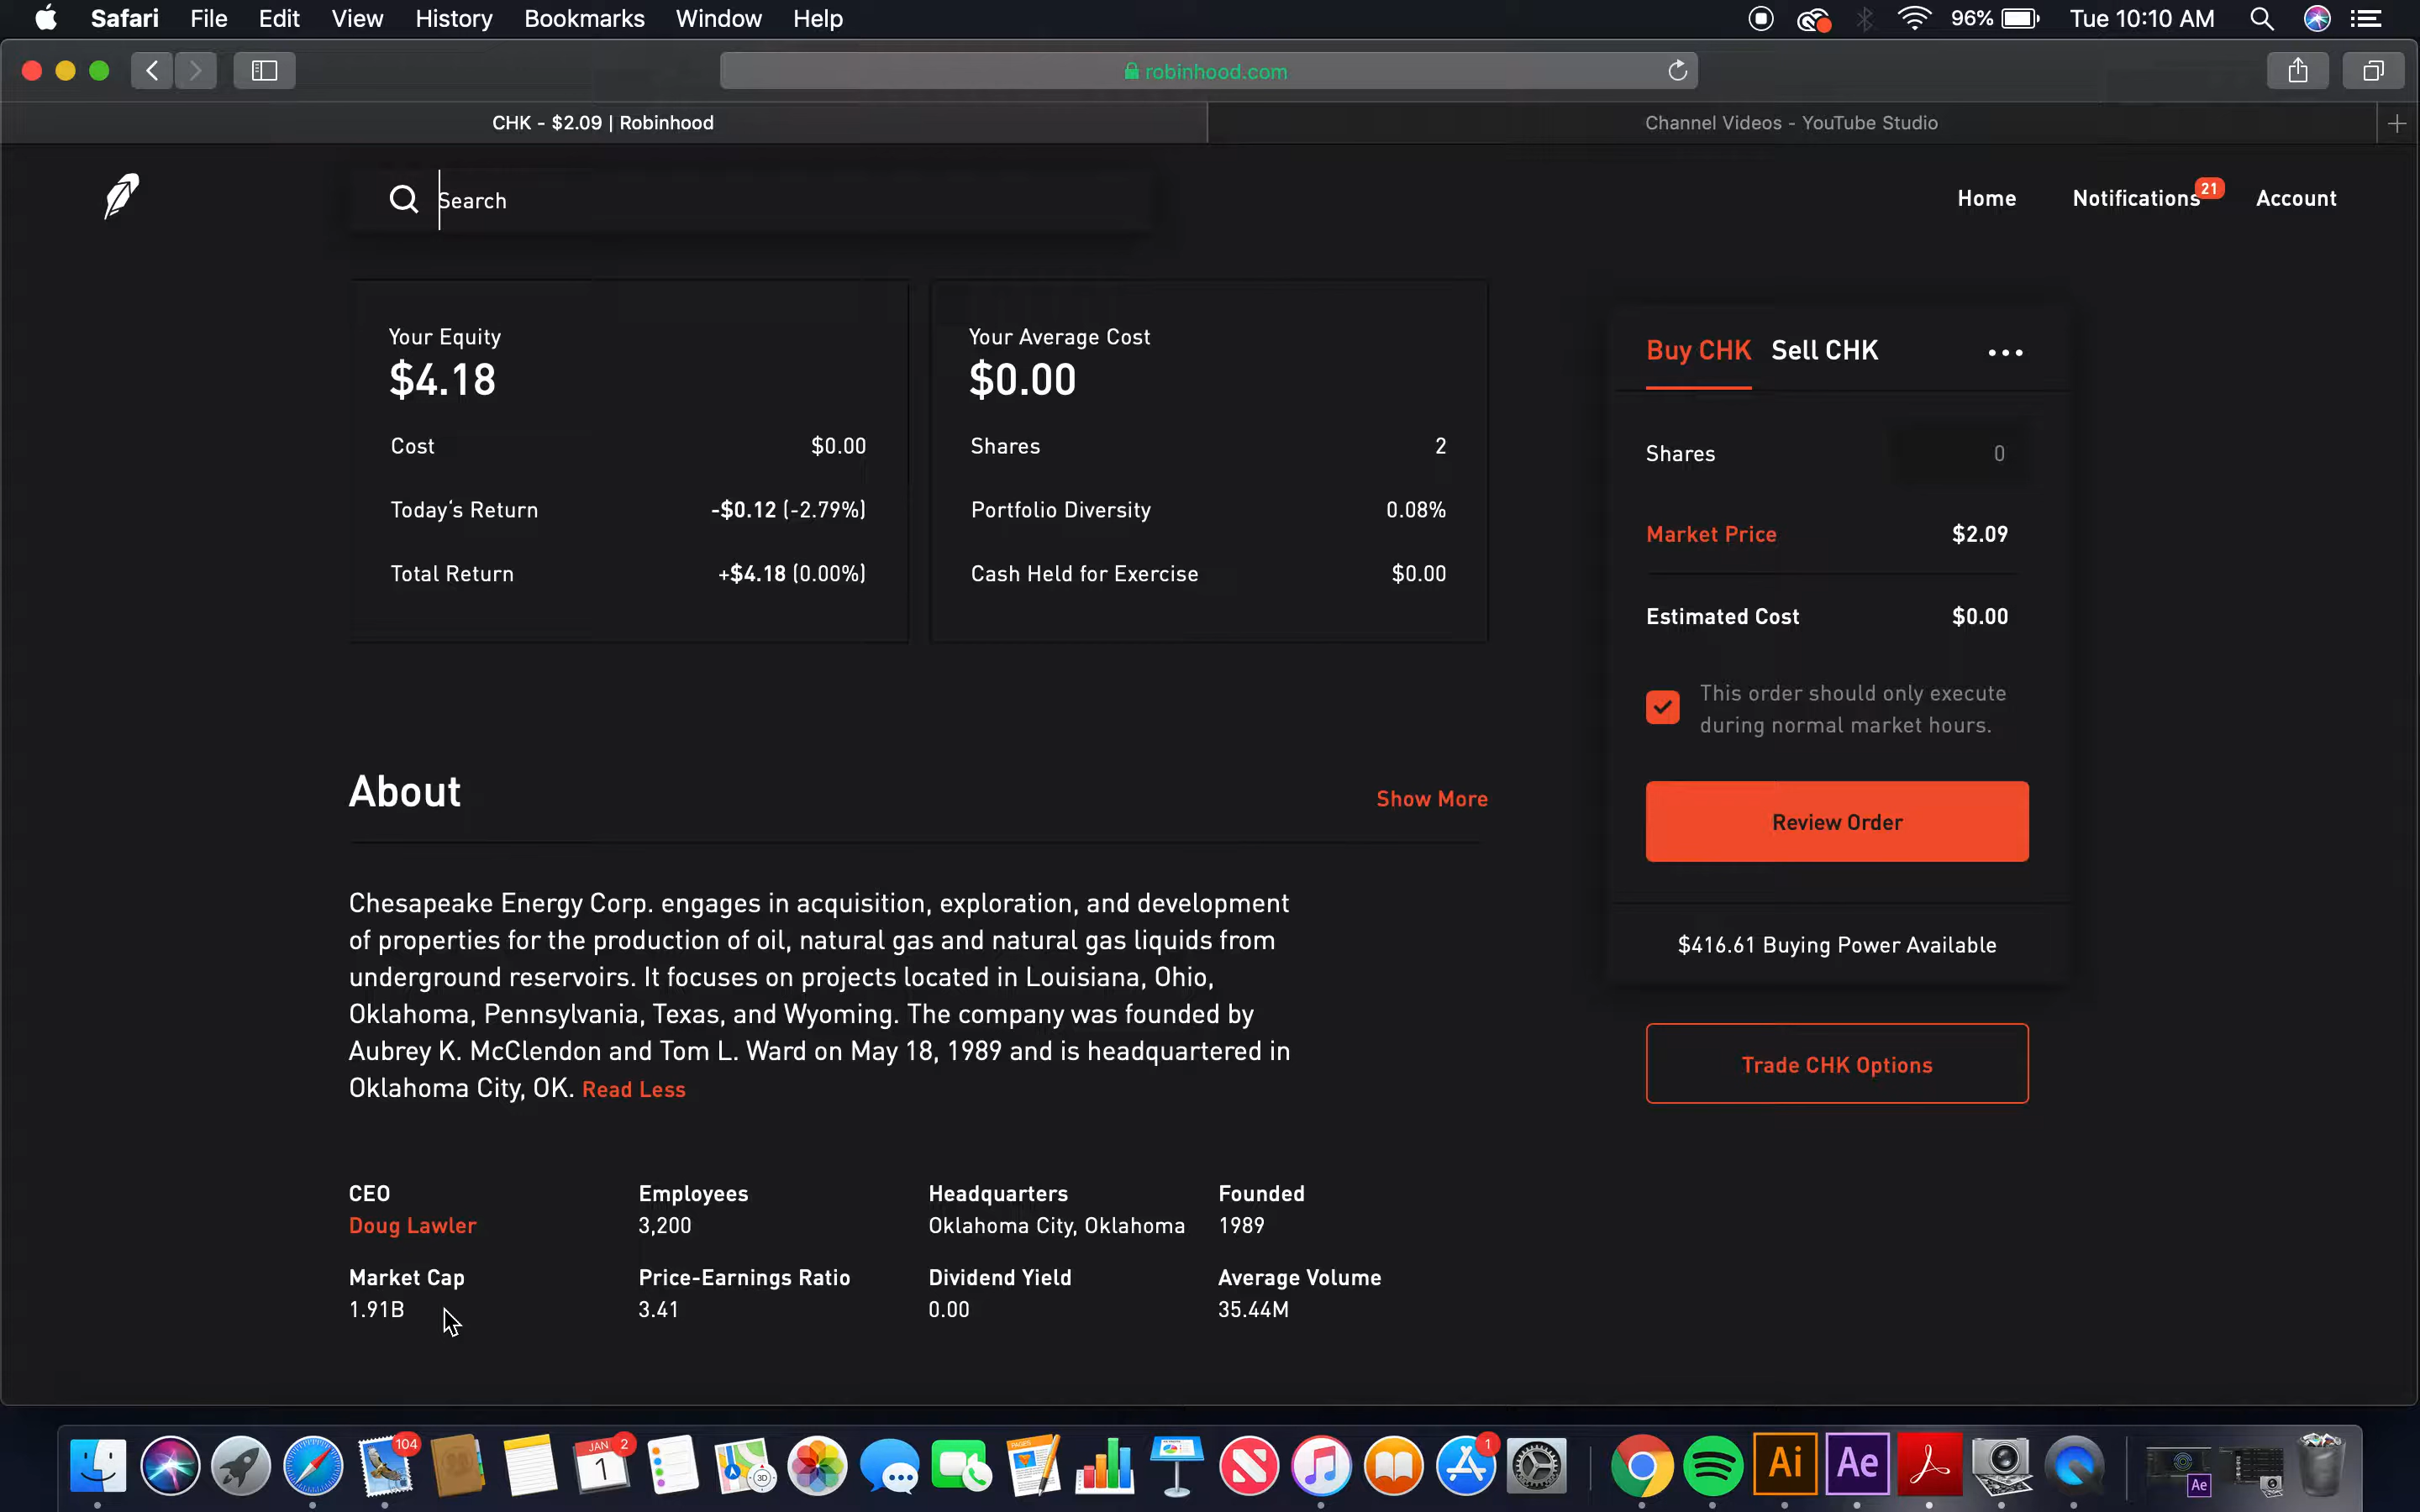 Safari File Edit View History Bookmarks Window Help 96% Tue 10:10 AM
robinhood.com
CHK - $2.09 | Robinhood
Channel Videos - YouTube Studio
Search
Home Notifications 21 Account
Your Equity
$4.18
Cost $0.00
Today's Return -$0.12 (-2.79%)
Total Return +$4.18 (0.00%)
Your Average Cost
$0.00
Shares 2
Portfolio Diversity 0.08%
Cash Held for Exercise $0.00
Buy CHK Sell CHK
Shares 0
Market Price $2.09
Estimated Cost $0.00
This order should only execute
during normal market hours.
Review Order
$416.61 Buying Power Available
Trade CHK Options
About
Show More
Chesapeake Energy Corp. engages in acquisition, exploration, and development
of properties for the production of oil, natural gas and natural gas liquids from
underground reservoirs. It focuses on projects located in Louisiana, Ohio,
Oklahoma, Pennsylvania, Texas, and Wyoming. The company was founded by
Aubrey K. McClendon and Tom L. Ward on May 18, 1989 and is headquartered in
Oklahoma City, OK. Read Less
CEO
Doug Lawler
Employees
3,200
Headquarters
Oklahoma City, Oklahoma
Founded
1989
Market Cap
1.91B
Price-Earnings Ratio
3.41
Dividend Yield
0.00
Average Volume
35.44M
104
JAN 2
1
3D
PAGES
1
Ai
Ae
Ae